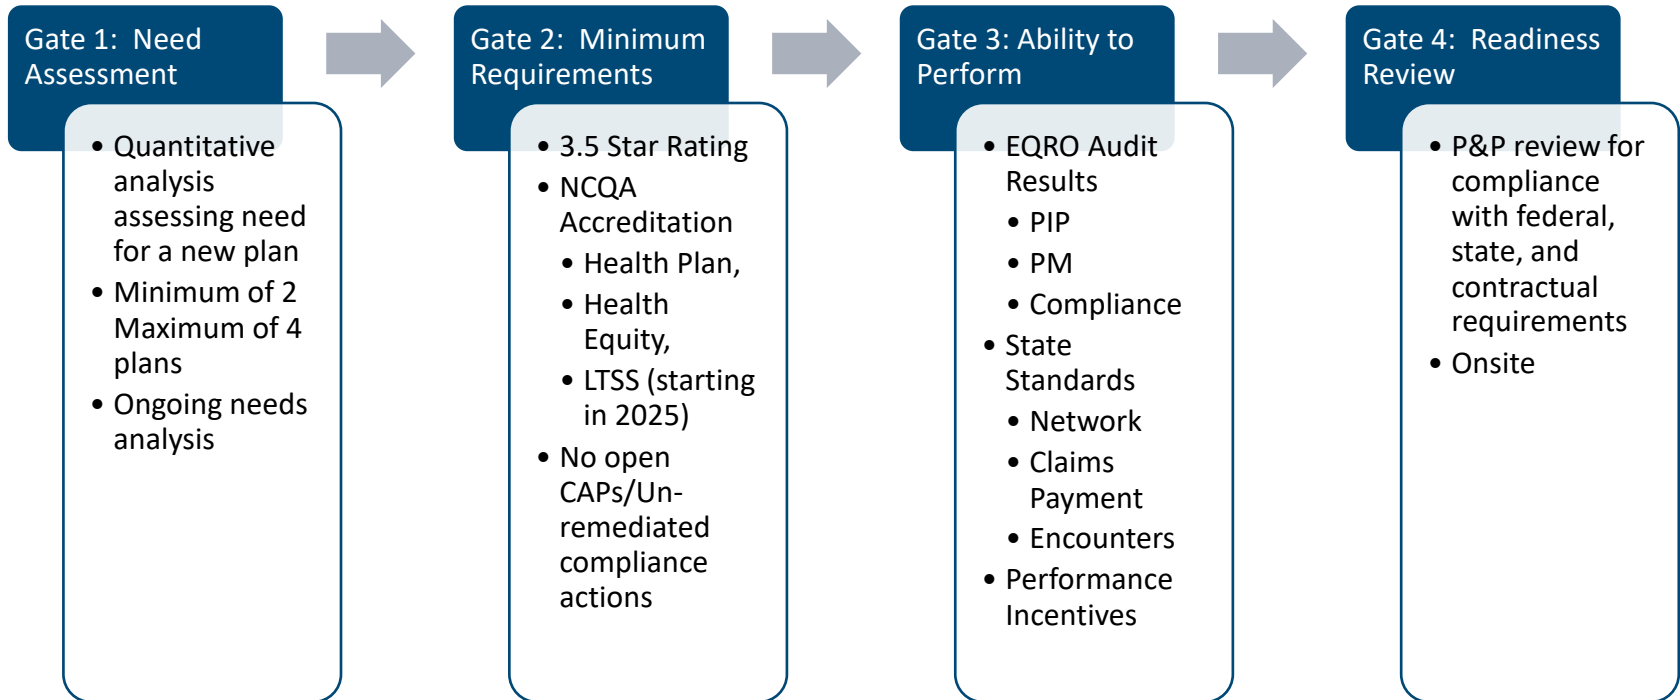 Gate 1:  Need
Assessment
• Quantitative
analysis
assessing need
for a new plan
• Minimum of 2
Maximum of 4
plans
• Ongoing needs
analysis
Gate 2:  Minimum
Requirements
• 3.5 Star Rating
• NCQA
Accreditation
• Health Plan,
• Health
Equity,
• LTSS (starting
in 2025)
• No open
CAPs/Un-
remediated
compliance
actions
Gate 3: Ability to
Perform
• EQRO Audit
Results
• PIP
• PM
• Compliance
• State
Standards
• Network
• Claims
Payment
• Encounters
• Performance
Incentives
Gate 4:  Readiness
Review
• P&P review for
compliance
with federal,
state, and
contractual
requirements
• Onsite